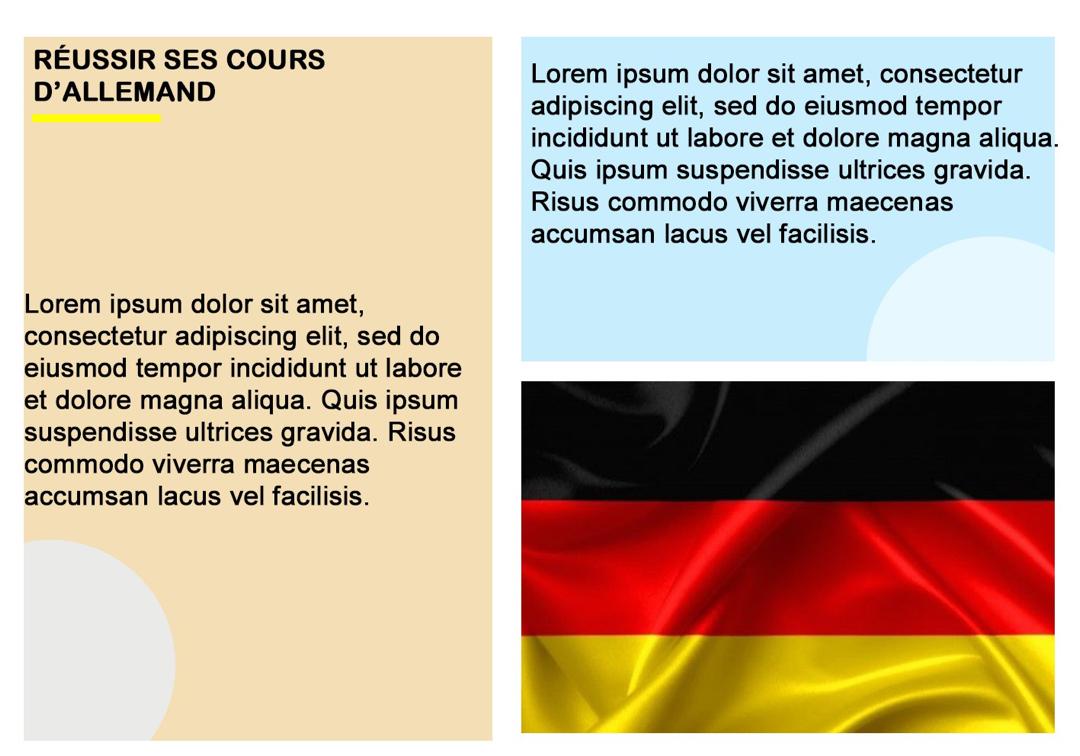 RÉUSSIR SES COURS
D’ALLEMAND
Lorem ipsum dolor sit amet,
consectetur adipiscing elit, sed do
eiusmod tempor incididunt ut labore
et dolore magna aliqua. Quis ipsum
suspendisse ultrices gravida. Risus
commodo viverra maecenas
accumsan lacus vel facilisis.
Lorem ipsum dolor sit amet, consectetur
adipiscing elit, sed do eiusmod tempor
incididunt ut labore et dolore magna aliqua.
Quis ipsum suspendisse ultrices gravida.
Risus commodo viverra maecenas
accumsan lacus vel facilisis.